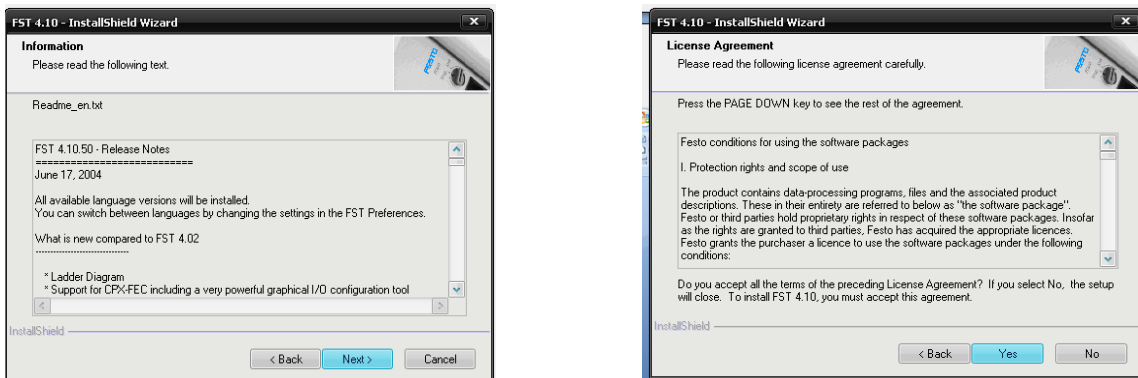 FST 4.10 - InstallShield Wizard
Information
Please read the following text.
FESTO
Readme_en.txt
FST 4.10.50 - Release Notes
===========================
June 17, 2004
All available language versions will be installed.
You can switch between languages by changing the settings in the FST Preferences.
What is new compared to FST 4.02
-----------------------------
* Ladder Diagram
* Support for CPX-FEC including a very powerful graphical I/O configuration tool
InstallShield
< Back
Next >
Cancel
FST 4.10 - InstallShield Wizard
License Agreement
Please read the following license agreement carefully.
FESTO
Press the PAGE DOWN key to see the rest of the agreement.
Festo conditions for using the software packages
I. Protection rights and scope of use
The product contains data-processing programs, files and the associated product
descriptions. These in their entirety are referred to below as "the software package".
Festo or third parties hold proprietary rights in respect of these software packages. Insofar
as the rights are granted to third parties, Festo has acquired the appropriate licences.
Festo grants the purchaser a licence to use the software packages under the following
conditions:
Do you accept all the terms of the preceding License Agreement? If you select No, the setup
will close. To install FST 4.10, you must accept this agreement.
InstallShield
< Back
Yes
No